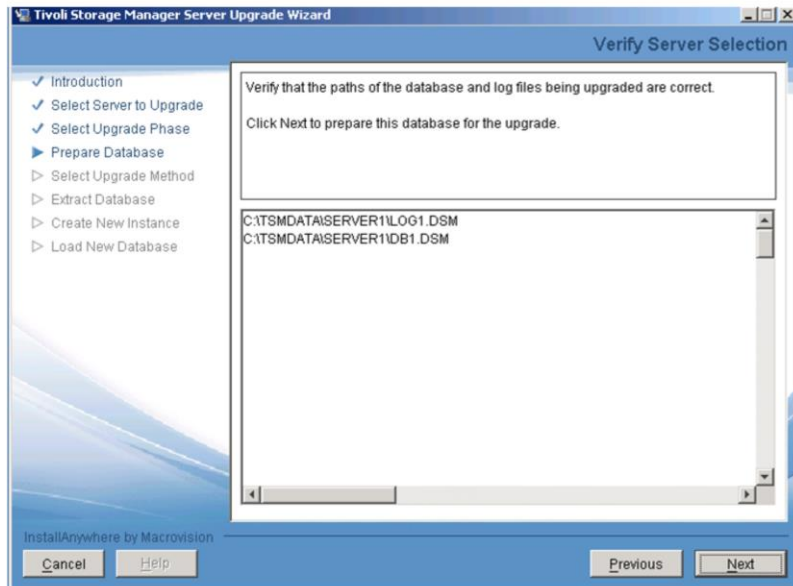 Tivoli Storage Manager Server Upgrade Wizard
Verify Server Selection
Introduction
Select Server to Upgrade
Select Upgrade Phase
Prepare Database
Select Upgrade Method
Extract Database
Create New Instance
Load New Database
Verify that the paths of the database and log files being upgraded are correct.
Click Next to prepare this database for the upgrade.
C:\TSMDATA\SERVER1\LOG1.DSM
C:\TSMDATA\SERVER1\DB1.DSM
InstallAnywhere by Macrovision
Cancel
Help
Previous
Next